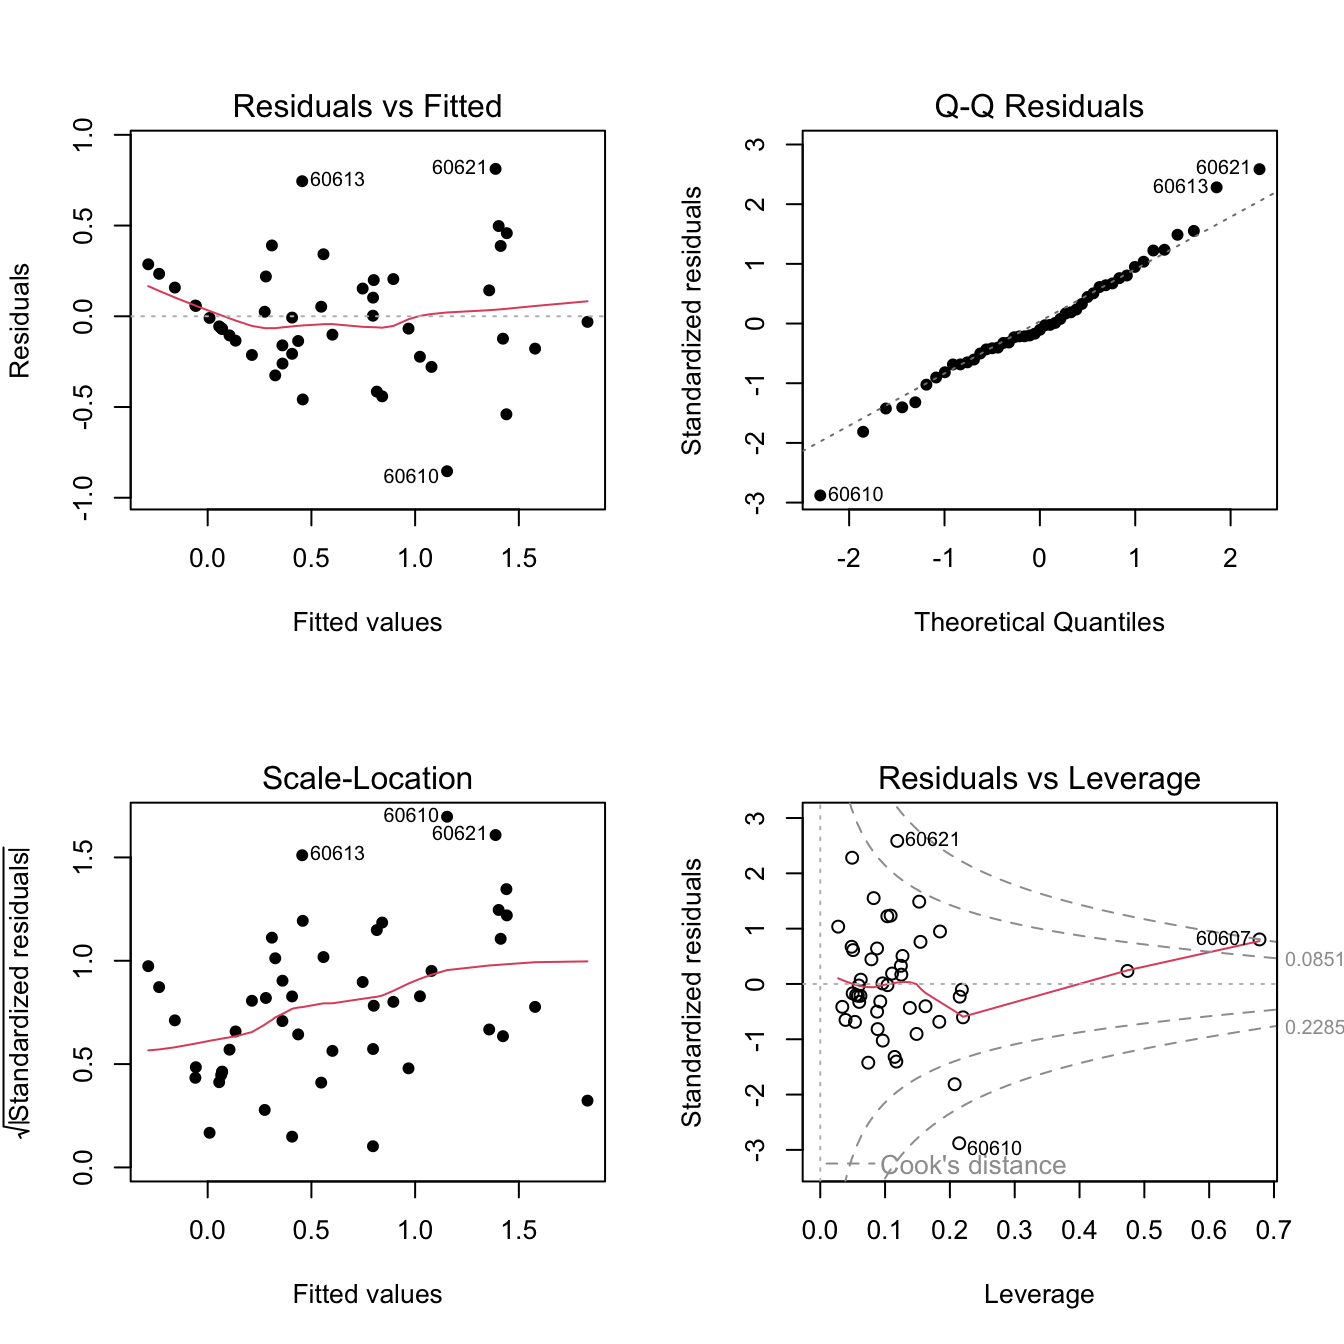 Residuals vs Fitted
Residuals
1.0
0.5
0.0
-0.5
-1.0
60613
60621
60610
0.0 0.5 1.0 1.5
Fitted values
Q-Q Residuals
Standardized residuals
3
2
1
0
-1
-2
-3
60621
60613
60610
-2 -1 0 1 2
Theoretical Quantiles
Scale-Location
√|Standardized residuals|
1.5
1.0
0.5
0.0
60610
60621
60613
0.0 0.5 1.0 1.5
Fitted values
Residuals vs Leverage
Standardized residuals
3
2
1
0
-1
-2
-3
60621
60607
0.0851
0.2285
60610
Cook's distance
0.0 0.1 0.2 0.3 0.4 0.5 0.6 0.7
Leverage